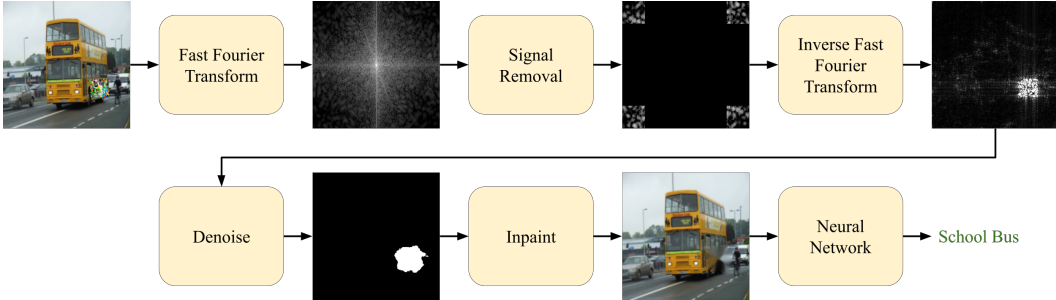 Fast Fourier
Transform
Signal
Removal
Inverse Fast
Fourier
Transform
Denoise
Inpaint
Neural
Network
School Bus